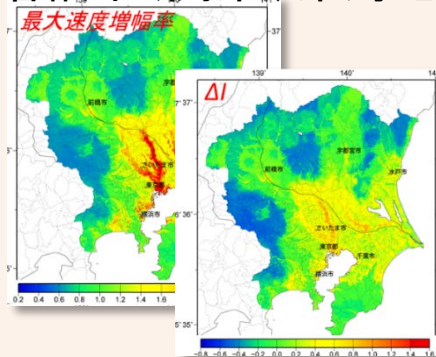 最大速度増幅率
37°
前橋市
宇都
さいたま市
東京都
横浜市
0.2 0.4 0.6 0.8 1.0 1.2 1.4 1.6
ΔI
139°
140°
宇都宮市
水戸市
前橋市
36°
さいたま市
東京都
千葉市
横浜市
35°
-0.8 -0.6 -0.4 -0.2 0.0 0.2 0.4 0.6 0.8 1.0 1.2 1.4 1.6